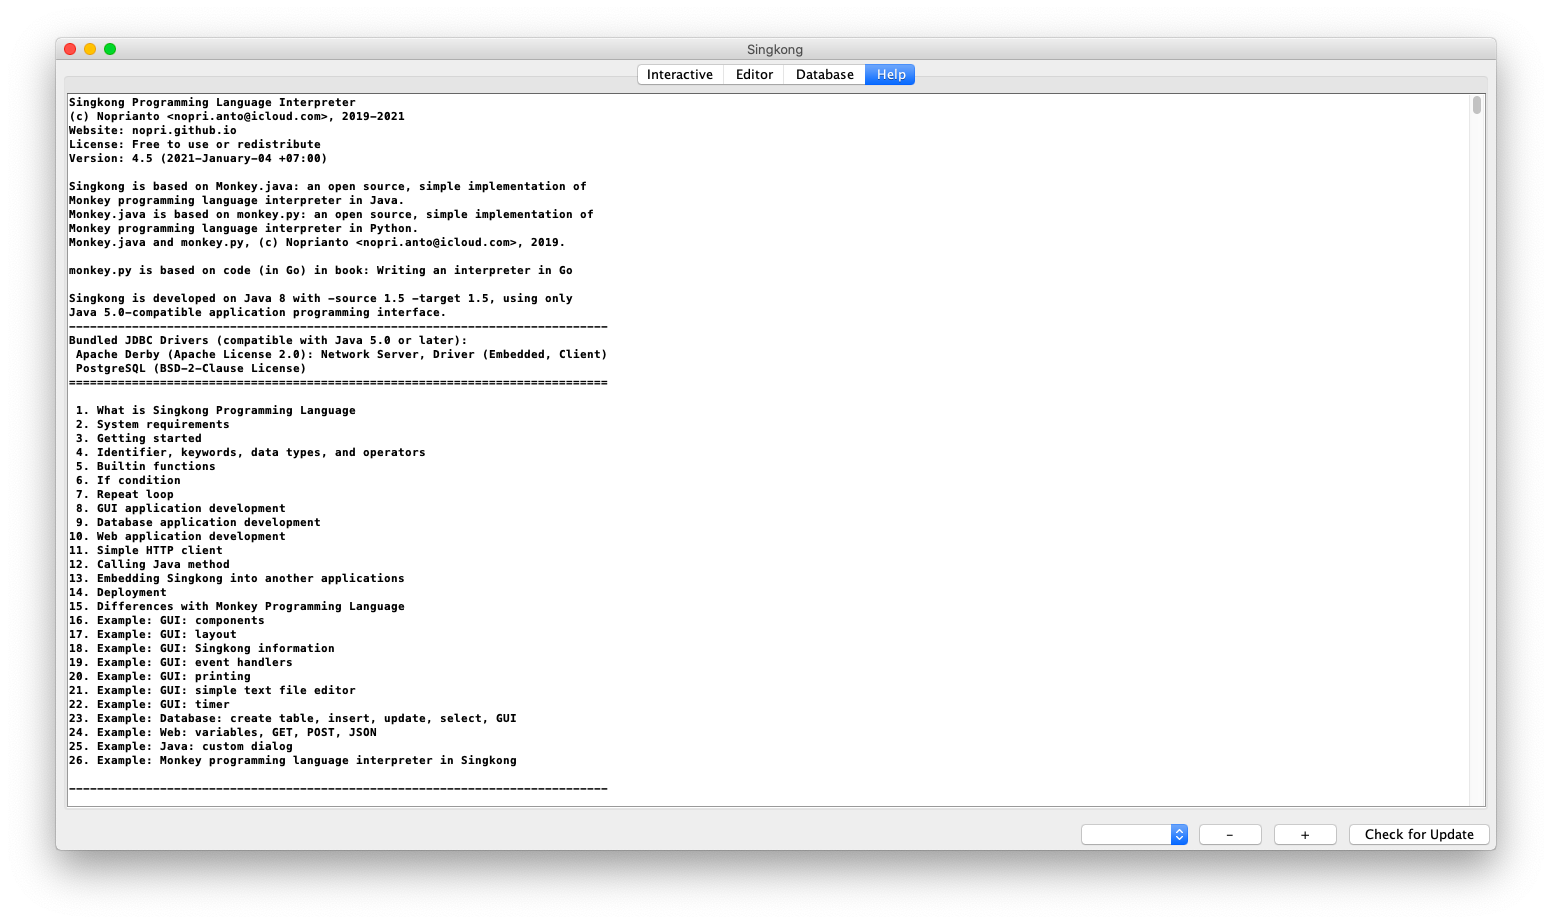 Singkong
Interactive Editor Database Help
Singkong Programming Language Interpreter
(c) Noprianto <nopri.anto@icloud.com>, 2019-2021
Website: nopri.github.io
License: Free to use or redistribute
Version: 4.5 (2021-January-04 +07:00)
Singkong is based on Monkey.java: an open source, simple implementation of
Monkey programming language interpreter in Java.
Monkey.java is based on monkey.py: an open source, simple implementation of
Monkey programming language interpreter in Python.
Monkey.java and monkey.py, (c) Noprianto <nopri.anto@icloud.com>, 2019.
monkey.py is based on code (in Go) in book: Writing an interpreter in Go
Singkong is developed on Java 8 with -source 1.5 -target 1.5, using only
Java 5.0-compatible application programming interface.
-----------------------------------------------------------------------------
Bundled JDBC Drivers (compatible with Java 5.0 or later):
Apache Derby (Apache License 2.0): Network Server, Driver (Embedded, Client)
PostgreSQL (BSD-2-Clause License)
=============================================================================
1. What is Singkong Programming Language
2. System requirements
3. Getting started
4. Identifier, keywords, data types, and operators
5. Builtin functions
6. If condition
7. Repeat loop
8. GUI application development
9. Database application development
10. Web application development
11. Simple HTTP client
12. Calling Java method
13. Embedding Singkong into another applications
14. Deployment
15. Differences with Monkey Programming Language
16. Example: GUI: components
17. Example: GUI: layout
18. Example: GUI: Singkong information
19. Example: GUI: event handlers
20. Example: GUI: printing
21. Example: GUI: simple text file editor
22. Example: GUI: timer
23. Example: Database: create table, insert, update, select, GUI
24. Example: Web: variables, GET, POST, JSON
25. Example: Java: custom dialog
26. Example: Monkey programming language interpreter in Singkong
-----------------------------------------------------------------------------
- + Check for Update